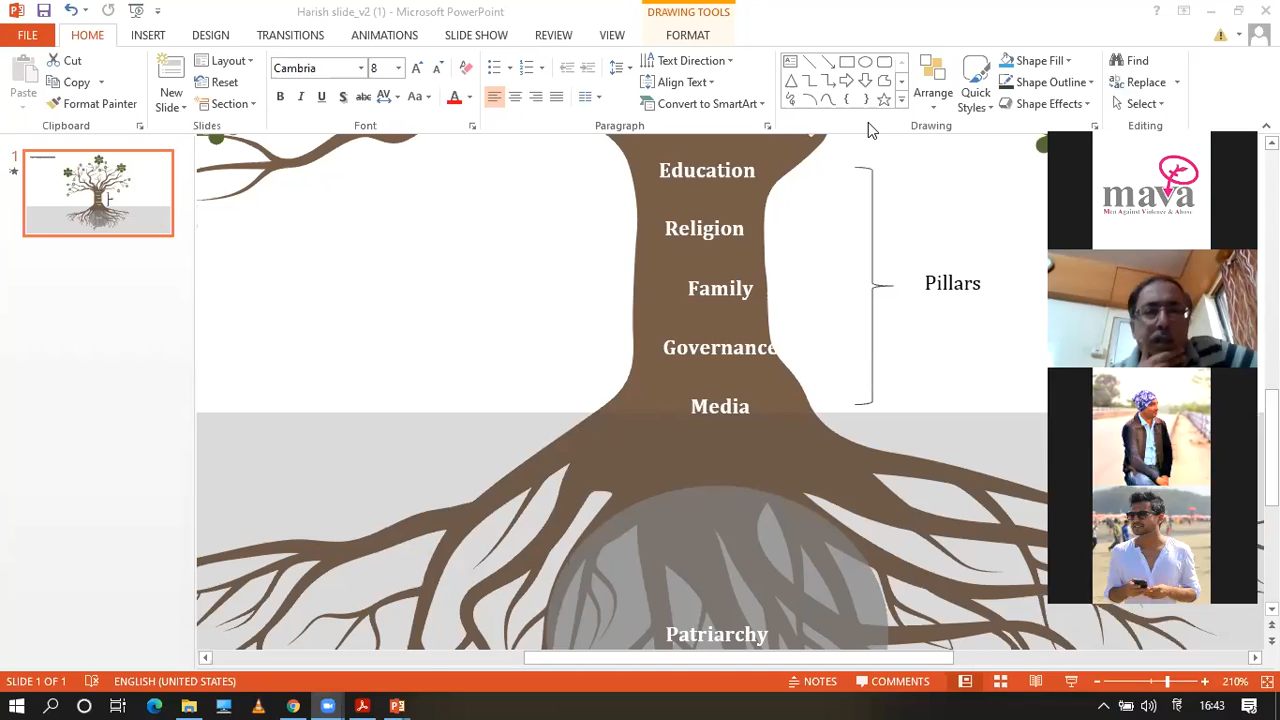 Harish slide_v2 (1) - Microsoft PowerPoint
DRAWING TOOLS
FILE HOME INSERT DESIGN TRANSITIONS ANIMATIONS SLIDE SHOW REVIEW VIEW FORMAT
Paste
Cut
Copy
Format Painter
Clipboard
New
Slide
Layout
Reset
Section
Slides
Cambria 8
B I U S abc AV Aa A
Font
Text Direction
Align Text
Convert to SmartArt
Paragraph
Arrange
Quick
Styles
Shape Fill
Shape Outline
Shape Effects
Drawing
Find
Replace
Select
Editing
1
Education
Religion
Family
Governance
Media
Pillars
Patriarchy
mava
Men Against Violence & Abuse
SLIDE 1 OF 1 ENGLISH (UNITED STATES) NOTES COMMENTS 210%
16:43